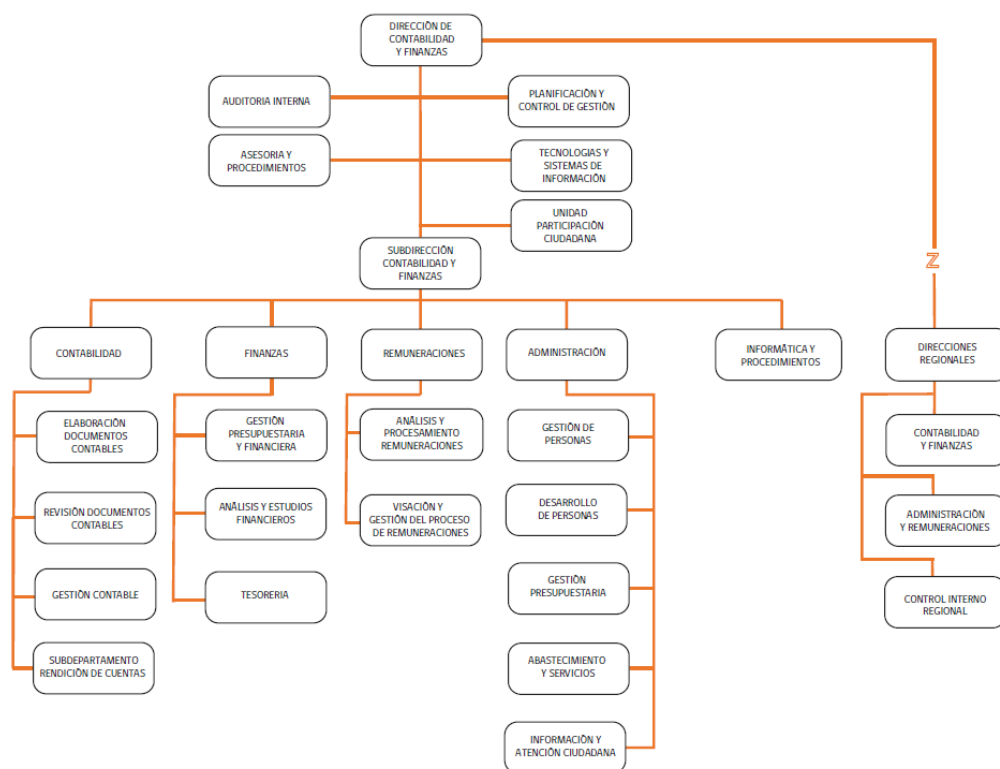 DIRECCIÓN DE
CONTABILIDAD
Y FINANZAS
AUDITORIA INTERNA
PLANIFICACIÓN Y
CONTROL DE GESTIÓN
ASESORIA Y
PROCEDIMIENTOS
TECNOLOGIAS Y
SISTEMAS DE
INFORMACIÓN
UNIDAD
PARTICIPACIÓN
CIUDADANA
SUBDIRECCIÓN
CONTABILIDAD Y
FINANZAS
Z
CONTABILIDAD
FINANZAS
REMUNERACIONES
ADMINISTRACIÓN
INFORMÁTICA Y
PROCEDIMIENTOS
DIRECCIONES
REGIONALES
ELABORACIÓN
DOCUMENTOS
CONTABLES
REVISIÓN DOCUMENTOS
CONTABLES
GESTIÓN CONTABLE
SUBDEPARTAMENTO
RENDICIÓN DE CUENTAS
GESTIÓN
PRESUPUESTARIA
Y FINANCIERA
ANÁLISIS Y ESTUDIOS
FINANCIEROS
TESORERIA
ANÁLISIS Y
PROCESAMIENTO
REMUNERACIONES
VISACIÓN Y
GESTIÓN DEL PROCESO
DE REMUNERACIONES
GESTIÓN DE
PERSONAS
DESARROLLO
DE PERSONAS
GESTIÓN
PRESUPUESTARIA
ABASTECIMIENTO
Y SERVICIOS
INFORMACIÓN Y
ATENCIÓN CIUDADANA
CONTABILIDAD
Y FINANZAS
ADMINISTRACIÓN
Y REMUNERACIONES
CONTROL INTERNO
REGIONAL